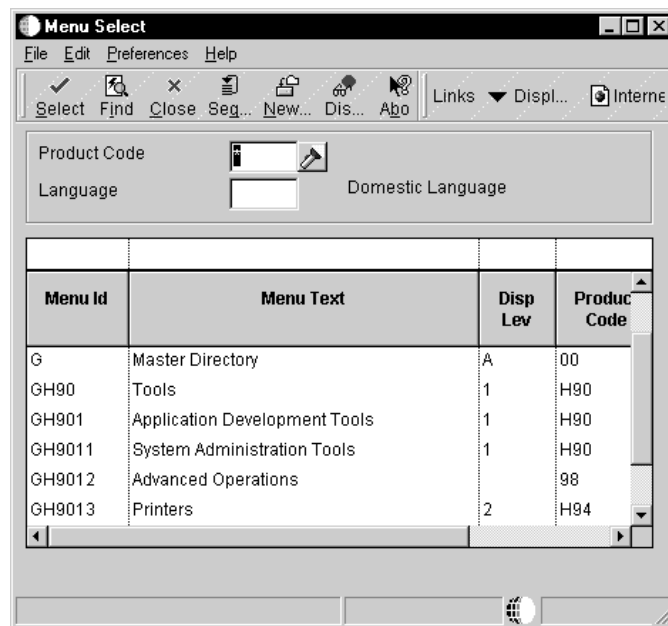 Menu Select
File Edit Preferences Help
Select Find Close Seq... New... Dis... Abo Links Displ... Interne
Product Code *
Language Domestic Language
Menu Id Menu Text Disp Lev Produc Code
G Master Directory A 00
GH90 Tools 1 H90
GH901 Application Development Tools 1 H90
GH9011 System Administration Tools 1 H90
GH9012 Advanced Operations 98
GH9013 Printers 2 H94